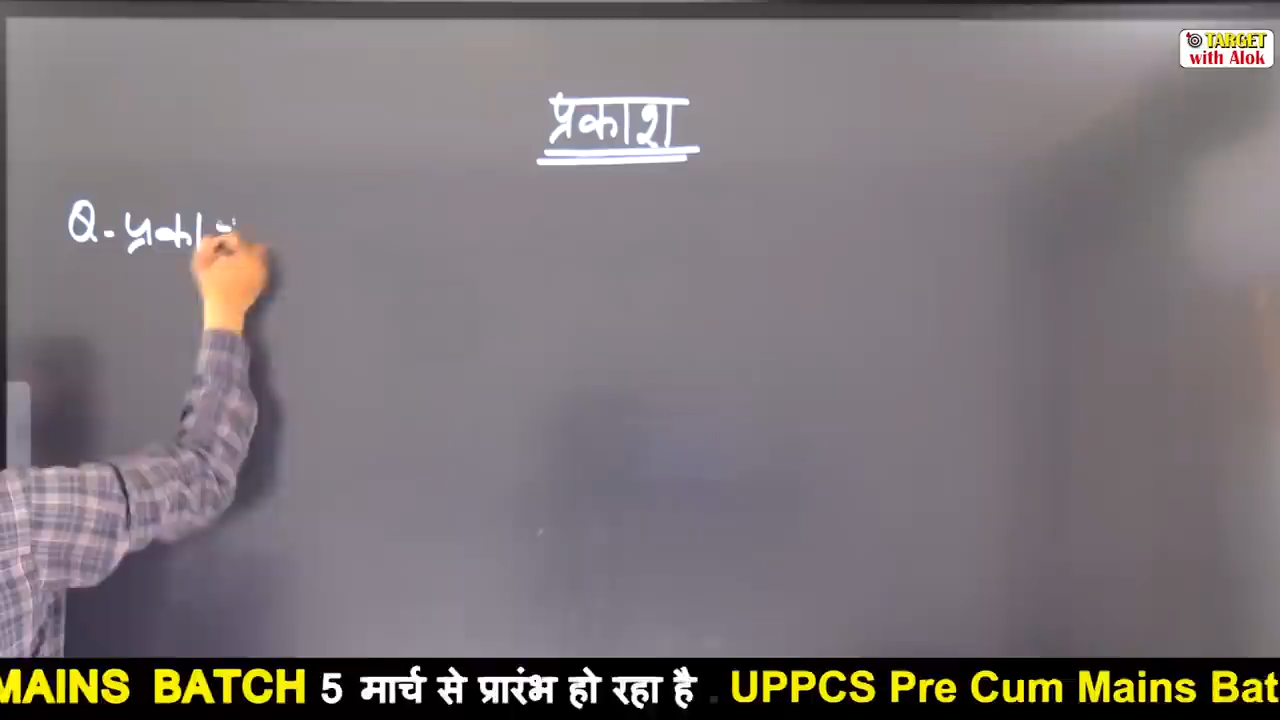 TARGET
with Alok
प्रकाश
Q. प्रका
MAINS BATCH 5 मार्च से प्रारंभ हो रहा है . UPPCS Pre Cum Mains Bat